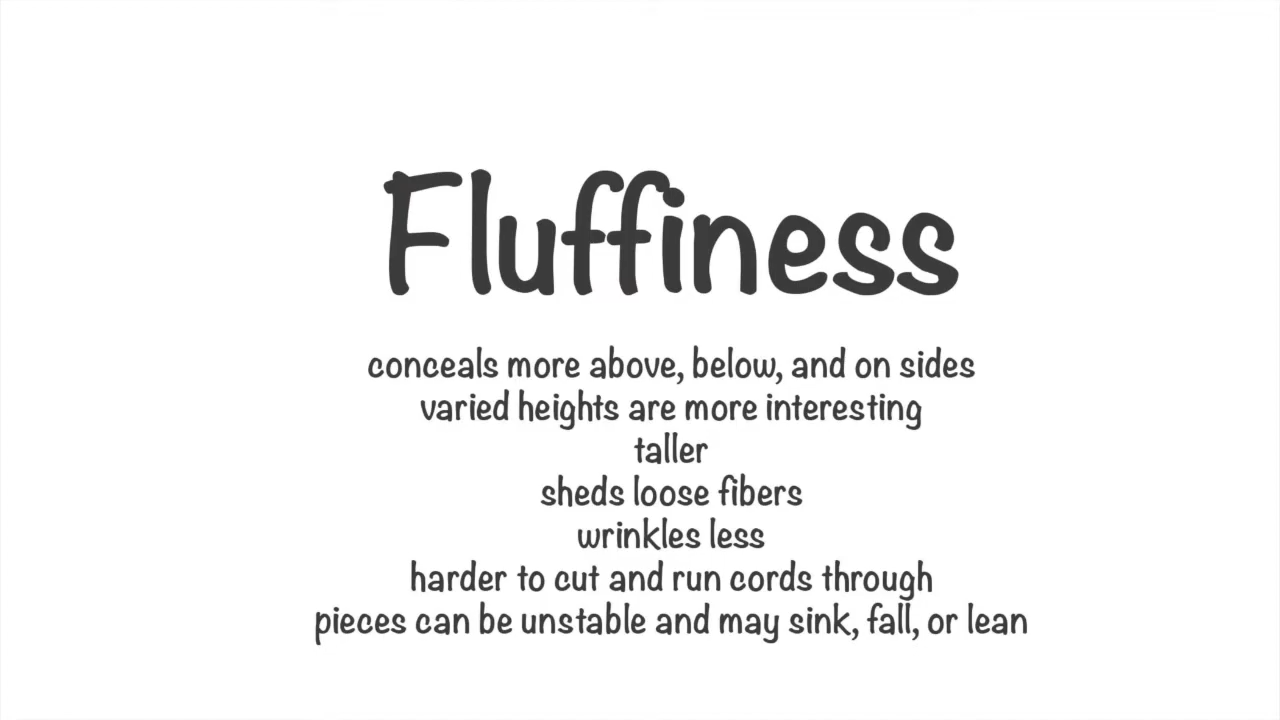 Fluffiness
conceals more above, below, and on sides
varied heights are more interesting
taller
sheds loose fibers
wrinkles less
harder to cut and run cords through
pieces can be unstable and may sink, fall, or lean